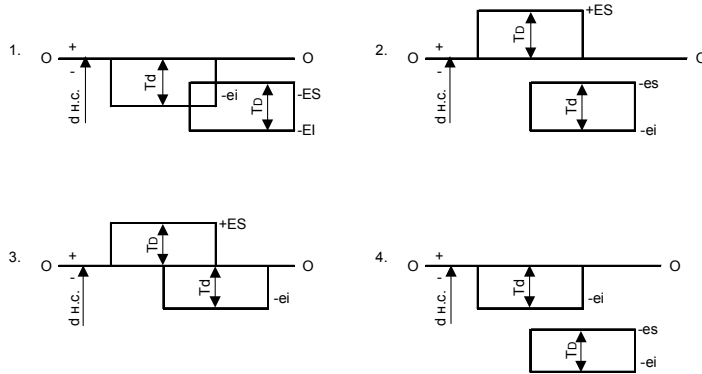 1. O + - O
d н.с.
Td
-ei
TD
-ES
-EI
2. O + - O
d н.с.
TD
+ES
Td
-es
-ei
3. O + - O
d н.с.
TD
+ES
Td
-ei
4. O + - O
d н.с.
Td
-ei
TD
-es
-ei